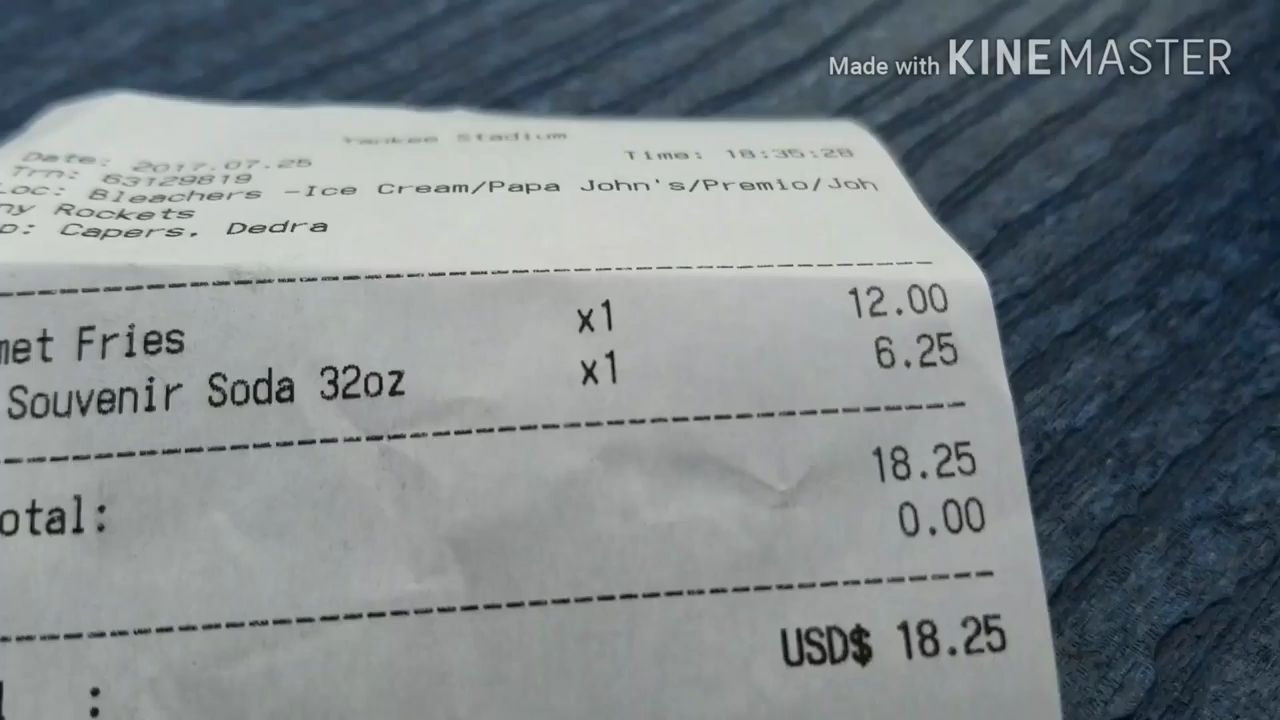 Made with KINEMASTER
Yankee Stadium
Date: 2017.07.25 Time: 18:35:28
Trn: 63129819
Loc: Bleachers -Ice Cream/Papa John's/Premio/Joh
ny Rockets
p: Capers, Dedra
met Fries x1 12.00
Souvenir Soda 32oz x1 6.25
otal: 18.25
0.00
l : USD$ 18.25